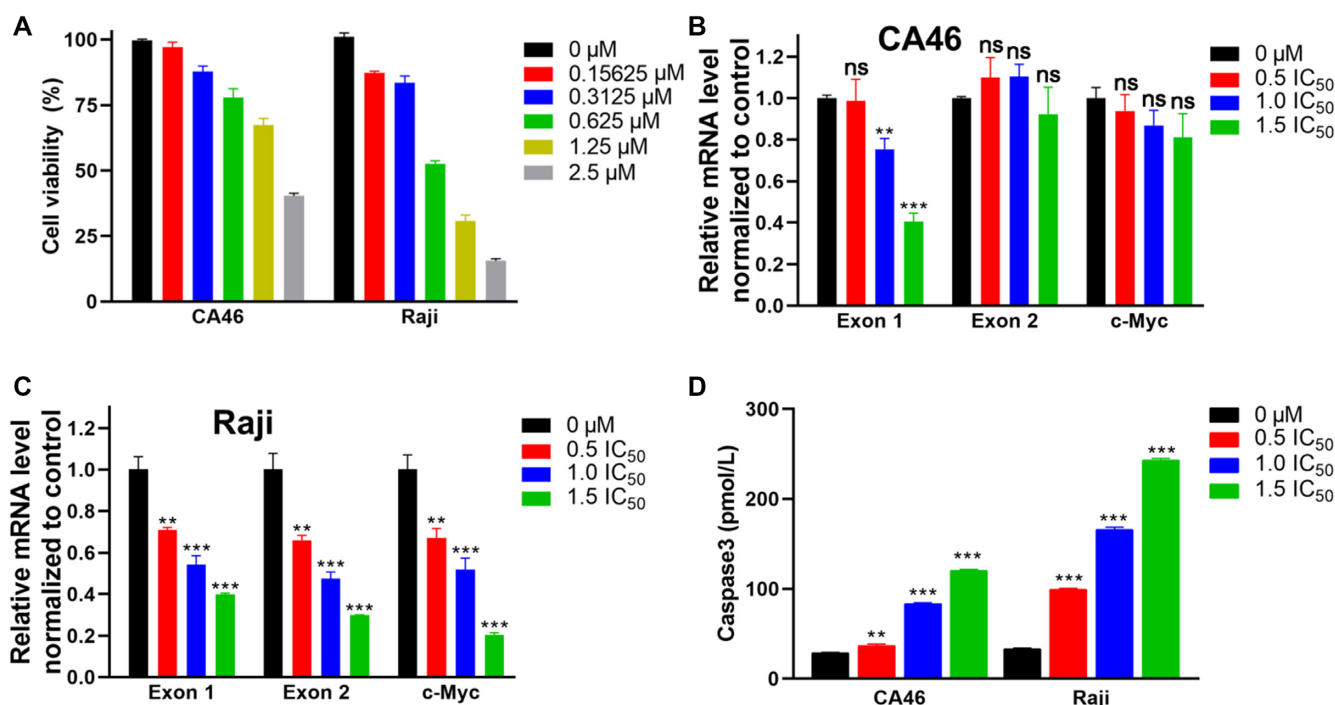 A
Cell viability (%)
100
75
50
25
0
CA46
Raji
0 µM
0.15625 µM
0.3125 µM
0.625 µM
1.25 µM
2.5 µM
B
CA46
Relative mRNA level
normalized to control
1.2
1.0
0.8
0.6
0.4
0.2
0.0
ns
**
***
ns
ns
ns
ns
ns
ns
Exon 1
Exon 2
c-Myc
0 µM
0.5 IC50
1.0 IC50
1.5 IC50
C
Raji
Relative mRNA level
normalized to control
1.2
1.0
0.8
0.6
0.4
0.2
0.0
**
***
***
**
***
***
**
***
***
Exon 1
Exon 2
c-Myc
0 µM
0.5 IC50
1.0 IC50
1.5 IC50
D
Caspase3 (pmol/L)
300
200
100
0
**
***
***
***
***
***
CA46
Raji
0 µM
0.5 IC50
1.0 IC50
1.5 IC50